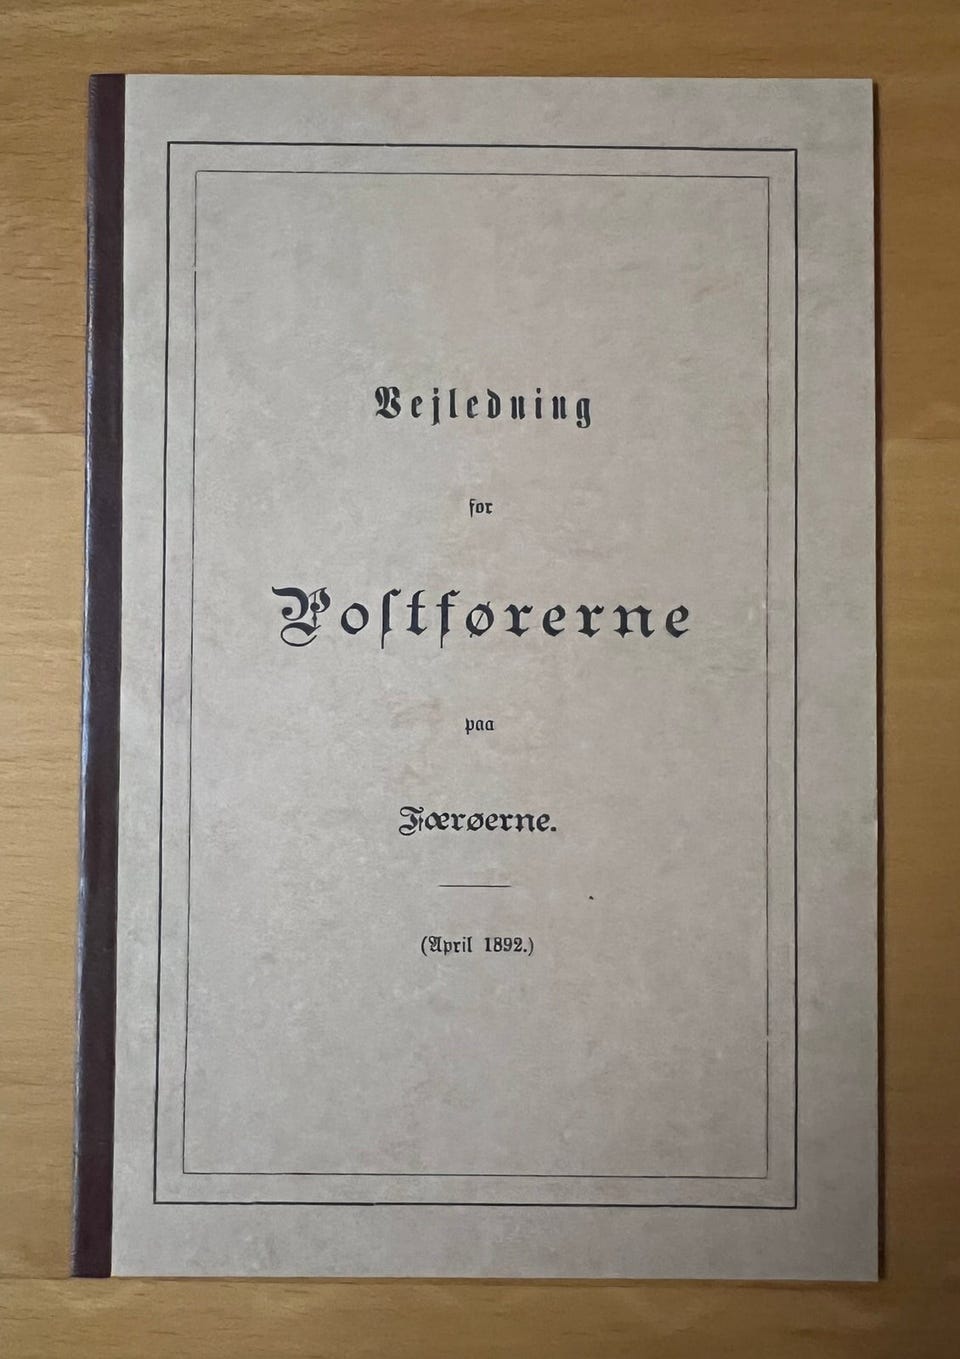 Vejledning
for
Poſtførerne
paa
Færøerne.
(April 1892.)